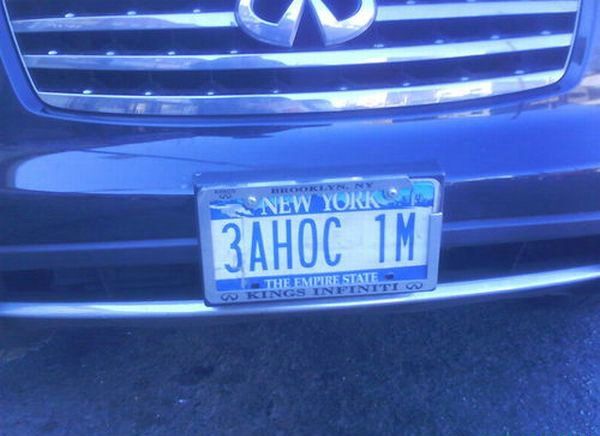 BROOKLYN, NY
NEW YORK
3AHOC 1M
THE EMPIRE STATE
KINGS INFINITI